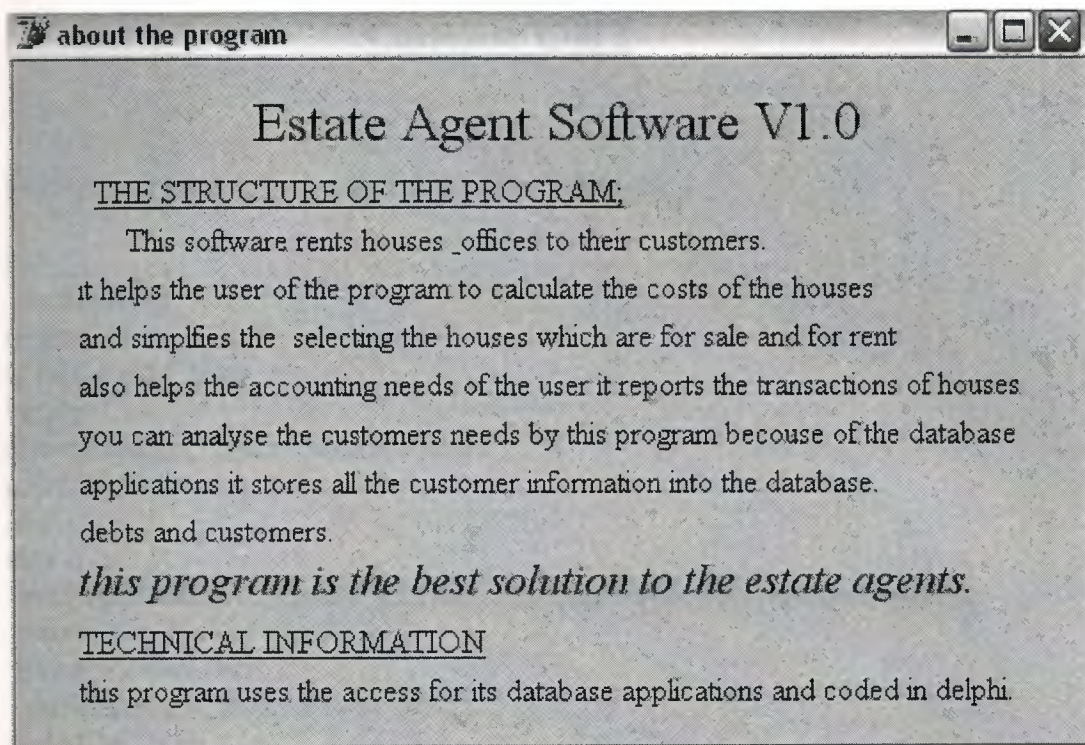 about the program
Estate Agent Software V1.0
THE STRUCTURE OF THE PROGRAM;
This software rents houses _offices to their customers.
it helps the user of the program to calculate the costs of the houses
and simplfies the selecting the houses which are for sale and for rent
also helps the accounting needs of the user it reports the transactions of houses
you can analyse the customers needs by this program becouse of the database
applications it stores all the customer information into the database.
debts and customers.
this program is the best solution to the estate agents.
TECHNICAL INFORMATION
this program uses the access for its database applications and coded in delphi.